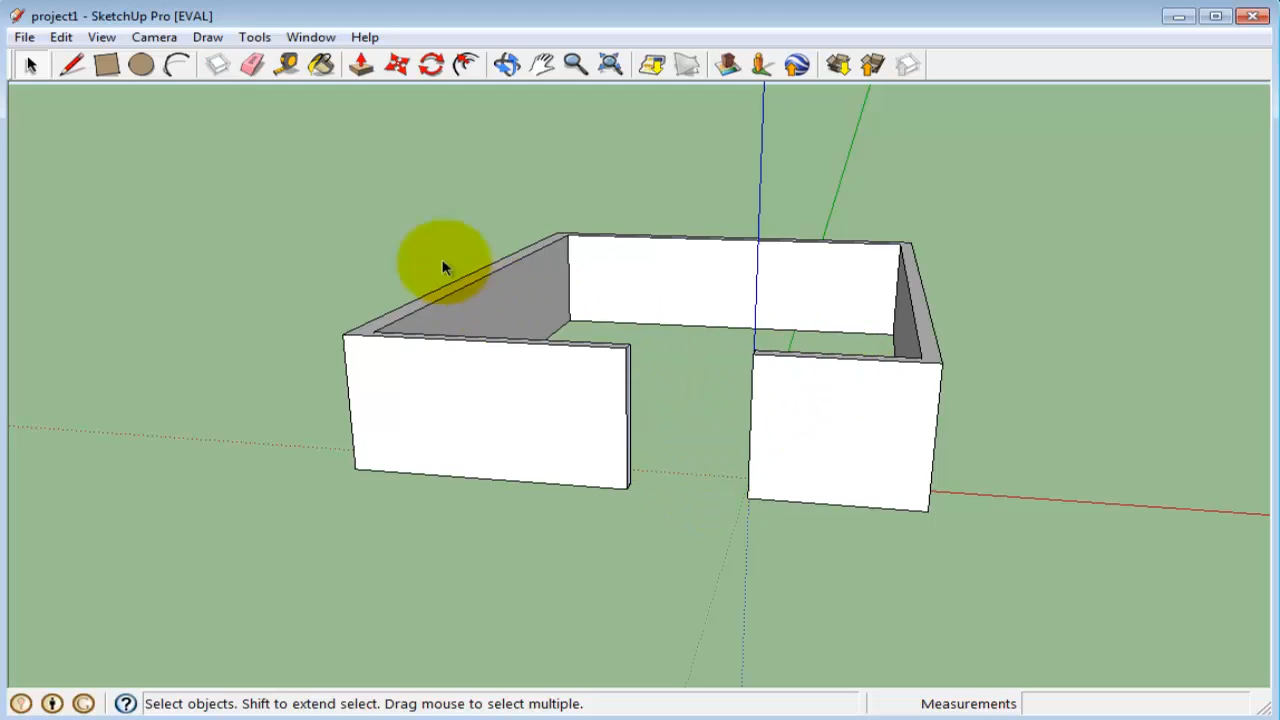 project1 - SketchUp Pro [EVAL]
File Edit View Camera Draw Tools Window Help
Select objects. Shift to extend select. Drag mouse to select multiple.
Measurements